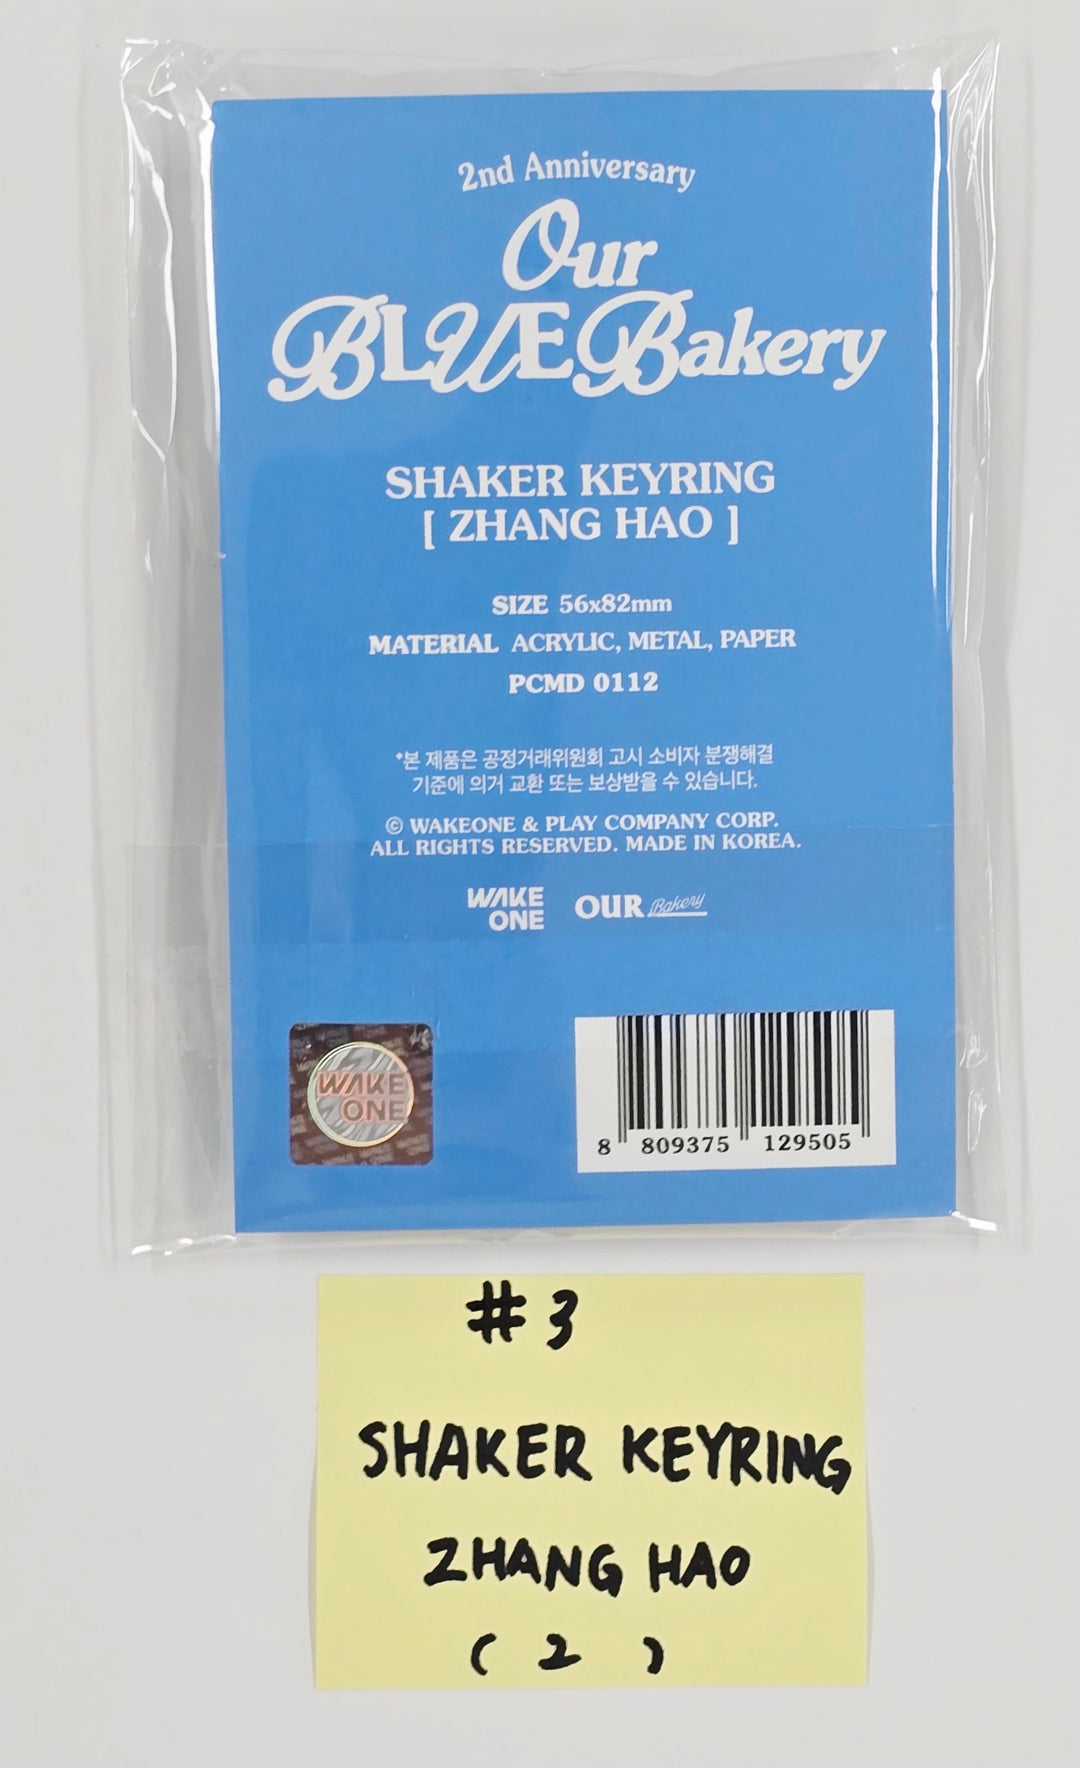 2nd Anniversary
Our
BLUE Bakery
SHAKER KEYRING
[ ZHANG HAO ]
SIZE 56x82mm
MATERIAL ACRYLIC, METAL, PAPER
PCMD 0112
*본 제품은 공정거래위원회 고시 소비자 분쟁해결
기준에 의거 교환 또는 보상받을 수 있습니다.
© WAKEONE & PLAY COMPANY CORP.
ALL RIGHTS RESERVED. MADE IN KOREA.
WAKE
ONE
OUR Bakery
WAKE
ONE
8 809375 129505
#3
SHAKER KEYRING
ZHANG HAO
( 2 )